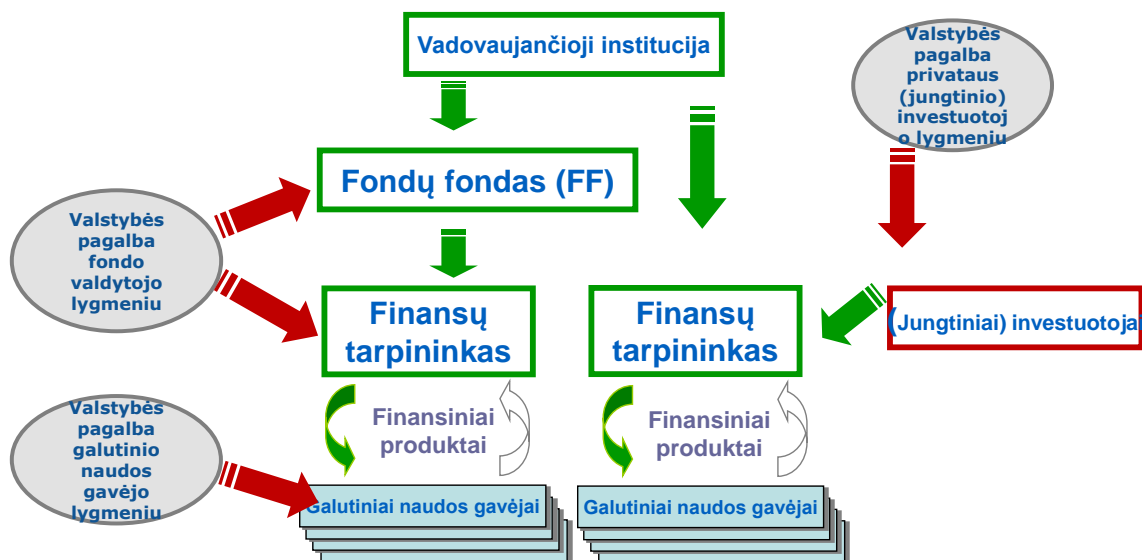 Vadovaujančioji institucija
Valstybės
pagalba
privataus
(jungtinio)
investuotoj
o lygmeniu
Fondų fondas (FF)
Valstybės
pagalba
fondo
valdytojo
lygmeniu
Finansų
tarpininkas
Finansų
tarpininkas
(Jungtiniai) investuotojai
Finansiniai
produktai
Finansiniai
produktai
Valstybės
pagalba
galutinio
naudos
gavėjo
lygmeniu
Galutiniai naudos gavėjai
Galutiniai naudos gavėjai